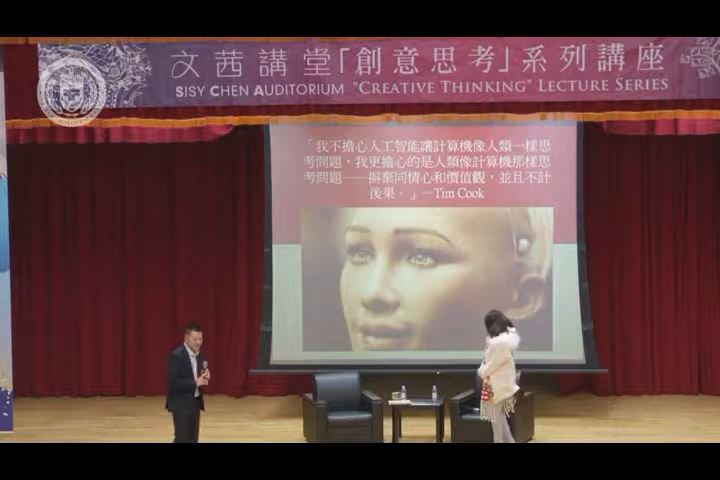 文茜講堂「創意思考」系列講座
SISY CHEN AUDITORIUM "CREATIVE THINKING" LECTURE SERIES
「我不擔心人工智能讓計算機像人類一樣思
考問題，我更擔心的是人類像計算機那樣思
考問題——摒棄同情心和價值觀，並且不計
後果。」—Tim Cook